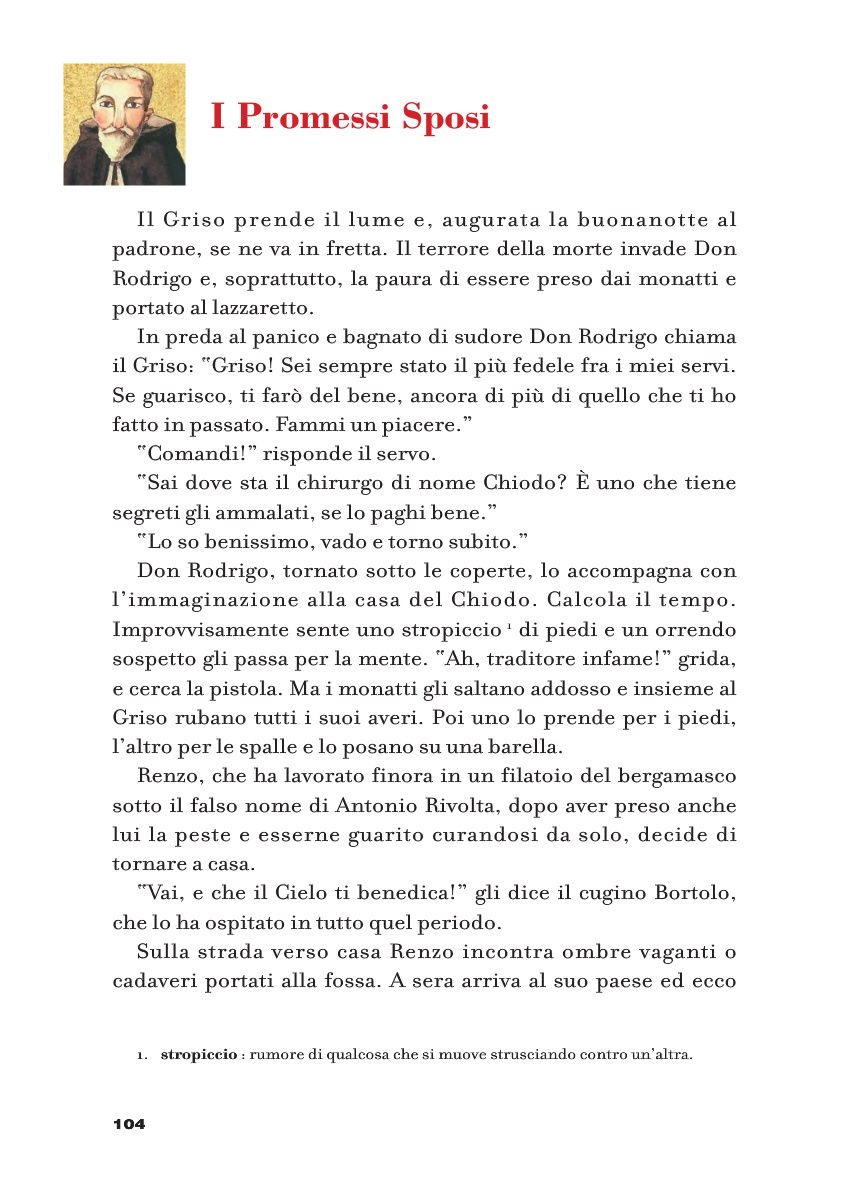 I Promessi Sposi
Il Griso prende il lume e, augurata la buonanotte al
padrone, se ne va in fretta. Il terrore della morte invade Don
Rodrigo e, soprattutto, la paura di essere preso dai monatti e
portato al lazzaretto.
In preda al panico e bagnato di sudore Don Rodrigo chiama
il Griso: “Griso! Sei sempre stato il più fedele fra i miei servi.
Se guarisco, ti farò del bene, ancora di più di quello che ti ho
fatto in passato. Fammi un piacere.”
“Comandi!” risponde il servo.
“Sai dove sta il chirurgo di nome Chiodo? È uno che tiene
segreti gli ammalati, se lo paghi bene.”
“Lo so benissimo, vado e torno subito.”
Don Rodrigo, tornato sotto le coperte, lo accompagna con
l’immaginazione alla casa del Chiodo. Calcola il tempo.
Improvvisamente sente uno stropiccio 1 di piedi e un orrendo
sospetto gli passa per la mente. “Ah, traditore infame!” grida,
e cerca la pistola. Ma i monatti gli saltano addosso e insieme al
Griso rubano tutti i suoi averi. Poi uno lo prende per i piedi,
l’altro per le spalle e lo posano su una barella.
Renzo, che ha lavorato finora in un filatoio del bergamasco
sotto il falso nome di Antonio Rivolta, dopo aver preso anche
lui la peste e esserne guarito curandosi da solo, decide di
tornare a casa.
“Vai, e che il Cielo ti benedica!” gli dice il cugino Bortolo,
che lo ha ospitato in tutto quel periodo.
Sulla strada verso casa Renzo incontra ombre vaganti o
cadaveri portati alla fossa. A sera arriva al suo paese ed ecco
1. stropiccio : rumore di qualcosa che si muove strusciando contro un’altra.
104